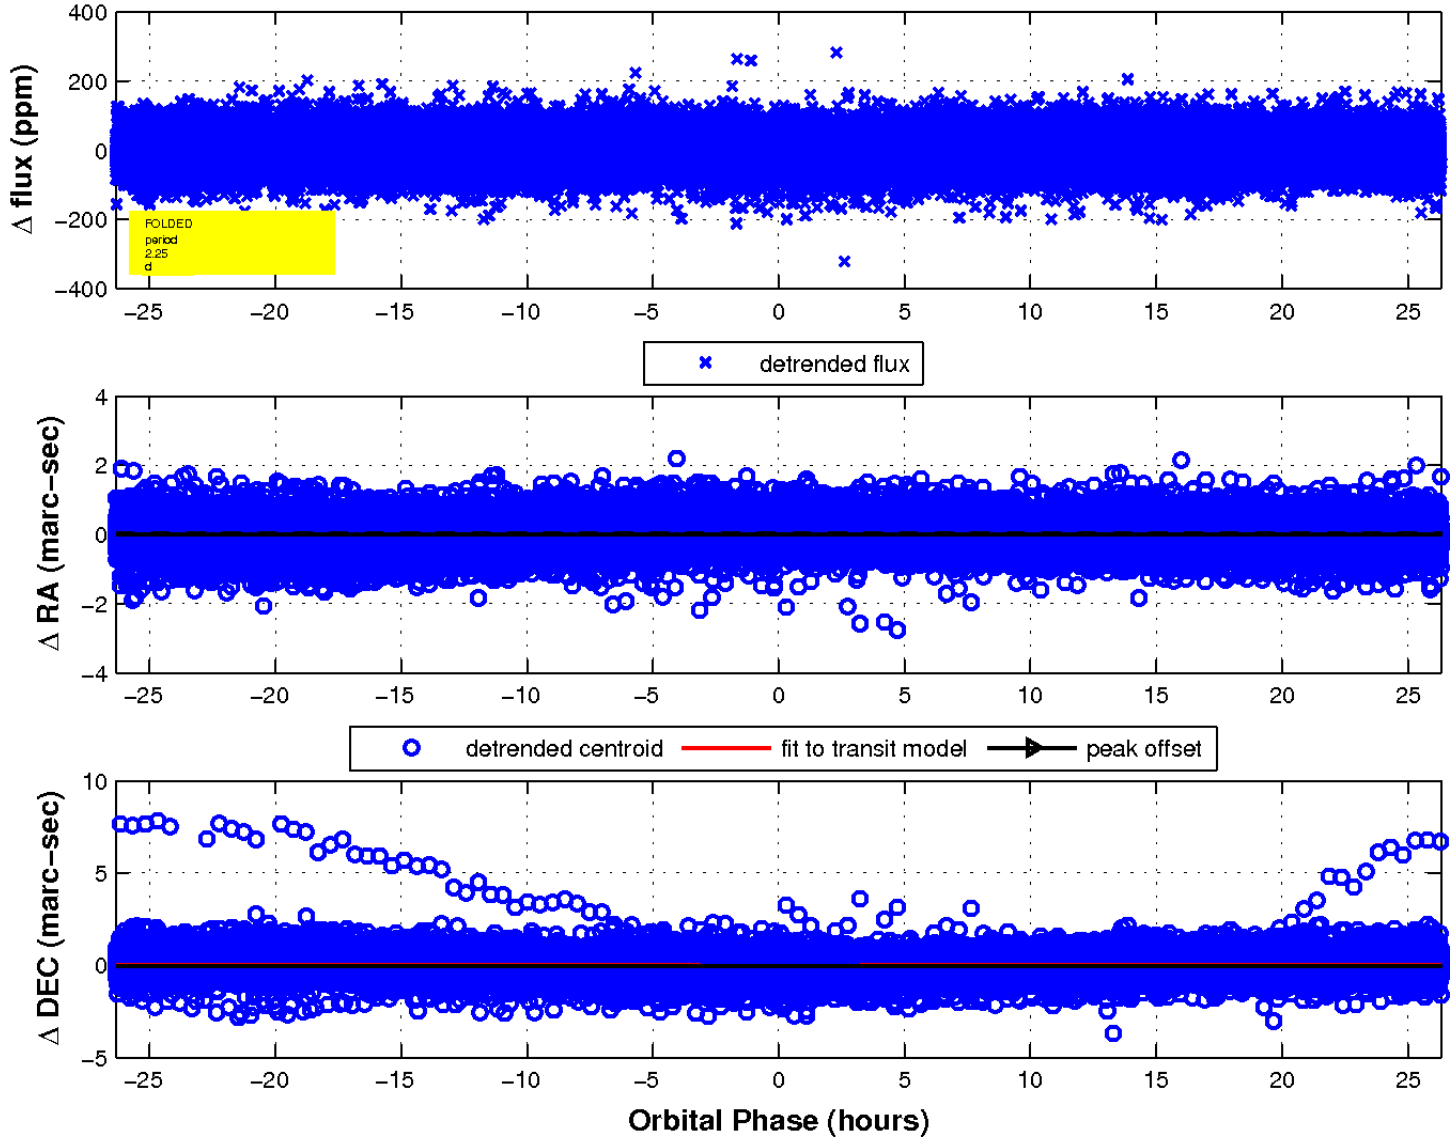 400
200
0
−200
−400
Δ flux (ppm)
FOLDED
period
2.25
d
−25 −20 −15 −10 −5 0 5 10 15 20 25
detrended flux
4
2
0
−2
−4
Δ RA (marc−sec)
−25 −20 −15 −10 −5 0 5 10 15 20 25
detrended centroid fit to transit model peak offset
10
5
0
−5
Δ DEC (marc−sec)
−25 −20 −15 −10 −5 0 5 10 15 20 25
Orbital Phase (hours)